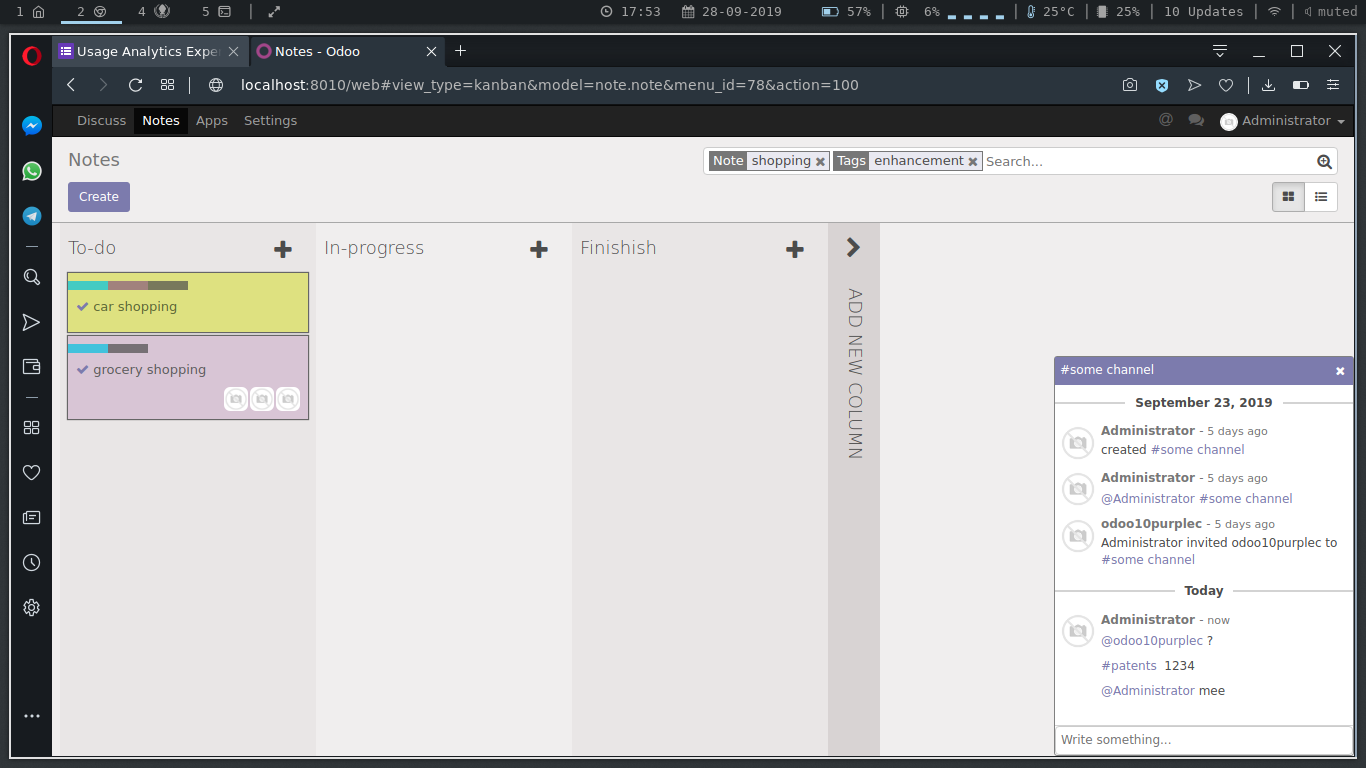 1 2 4 5 17:53 28-09-2019 57% 6% 25°C 25% 10 Updates muted
Usage Analytics Expe Notes - Odoo
localhost:8010/web#view_type=kanban&model=note.note&menu_id=78&action=100
Discuss Notes Apps Settings @ Administrator
Notes
Note shopping Tags enhancement Search...
Create
To-do In-progress Finishish
ADD NEW COLUMN
car shopping
grocery shopping
#some channel
September 23, 2019
Administrator - 5 days ago
created #some channel
Administrator - 5 days ago
@Administrator #some channel
odoo10purplec - 5 days ago
Administrator invited odoo10purplec to
#some channel
Today
Administrator - now
@odoo10purplec ?
#patents 1234
@Administrator mee
Write something...